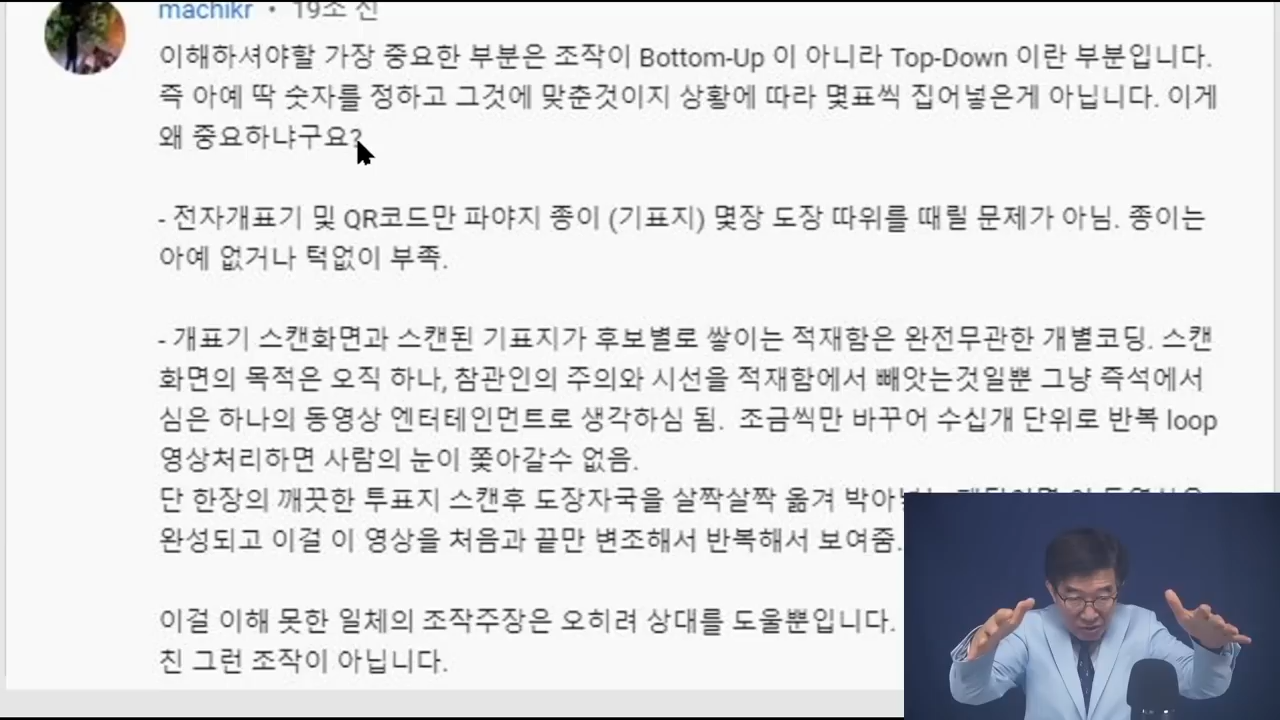 machikr • 19초 전
이해하셔야할 가장 중요한 부분은 조작이 Bottom-Up 이 아니라 Top-Down 이란 부분입니다.
즉 아예 딱 숫자를 정하고 그것에 맞춘것이지 상황에 따라 몇표씩 집어넣은게 아닙니다. 이게
왜 중요하냐구요?
- 전자개표기 및 QR코드만 파야지 종이 (기표지) 몇장 도장 따위를 때릴 문제가 아님. 종이는
아예 없거나 턱없이 부족.
- 개표기 스캔화면과 스캔된 기표지가 후보별로 쌓이는 적재함은 완전무관한 개별코딩. 스캔
화면의 목적은 오직 하나, 참관인의 주의와 시선을 적재함에서 빼앗는것일뿐 그냥 즉석에서
심은 하나의 동영상 엔터테인먼트로 생각하심 됨. 조금씩만 바꾸어 수십개 단위로 반복 loop
영상처리하면 사람의 눈이 쫓아갈수 없음.
단 한장의 깨끗한 투표지 스캔후 도장자국을 살짝살짝 옮겨 박아
완성되고 이걸 이 영상을 처음과 끝만 변조해서 반복해서 보여줌.
이걸 이해 못한 일체의 조작주장은 오히려 상대를 도울뿐입니다.
친 그런 조작이 아닙니다.